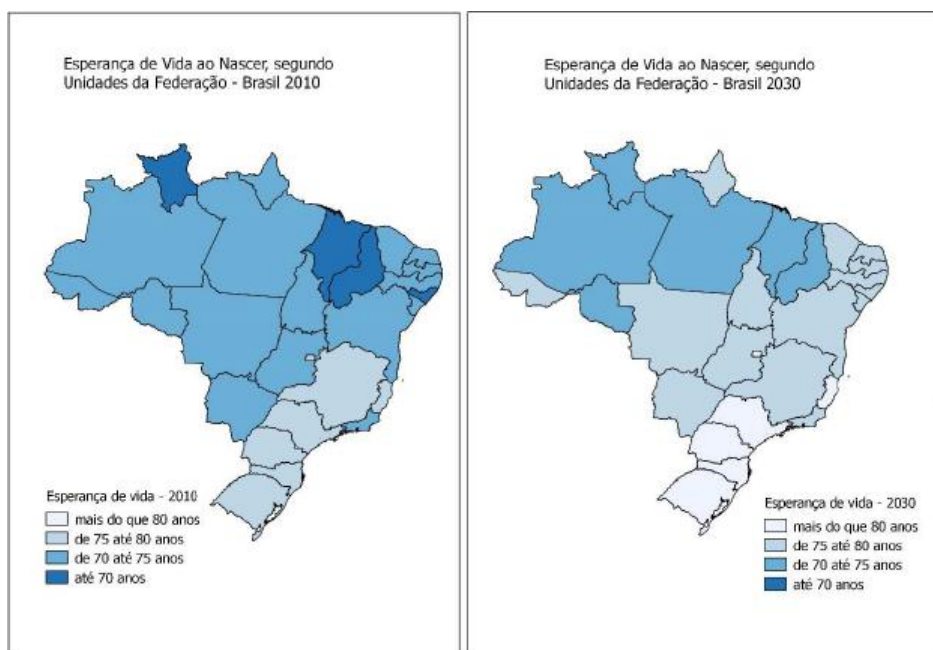 Esperança de Vida ao Nascer, segundo
Unidades da Federação - Brasil 2010
Esperança de vida - 2010
mais do que 80 anos
de 75 até 80 anos
de 70 até 75 anos
até 70 anos
Esperança de Vida ao Nascer, segundo
Unidades da Federação - Brasil 2030
Esperança de vida - 2030
mais do que 80 anos
de 75 até 80 anos
de 70 até 75 anos
até 70 anos